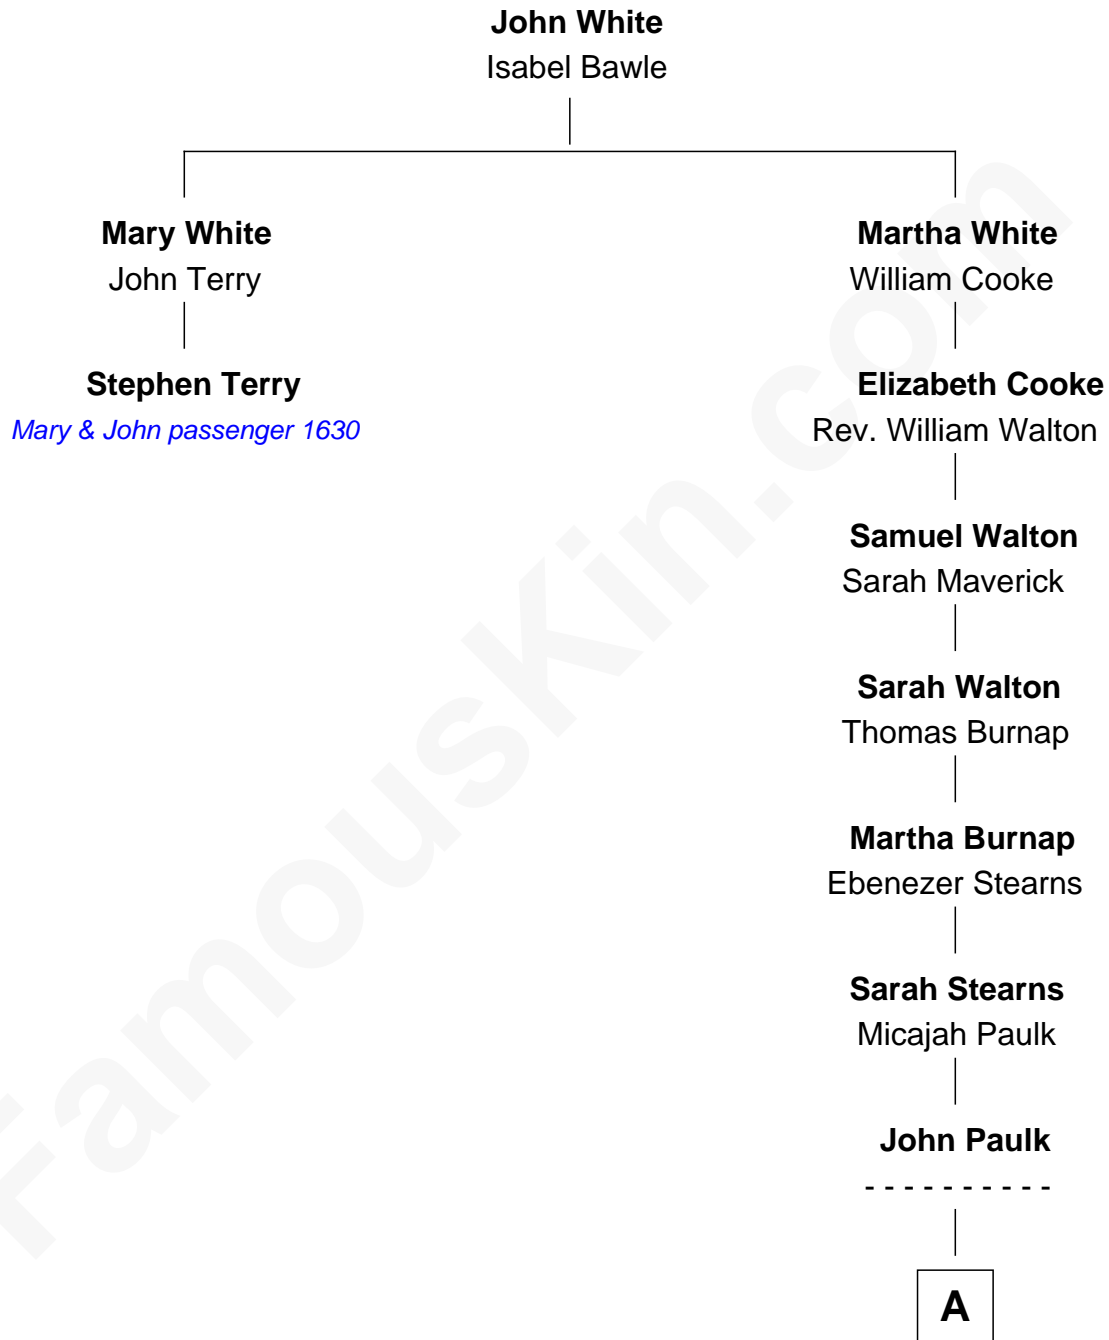 John White
Isabel Bawle
Mary White
John Terry
Martha White
William Cooke
Stephen Terry
Mary & John passenger 1630
Elizabeth Cooke
Rev. William Walton
Samuel Walton
Sarah Maverick
Sarah Walton
Thomas Burnap
Martha Burnap
Ebenezer Stearns
Sarah Stearns
Micajah Paulk
John Paulk
- - - - - - - - - -
A
FamousKin.com